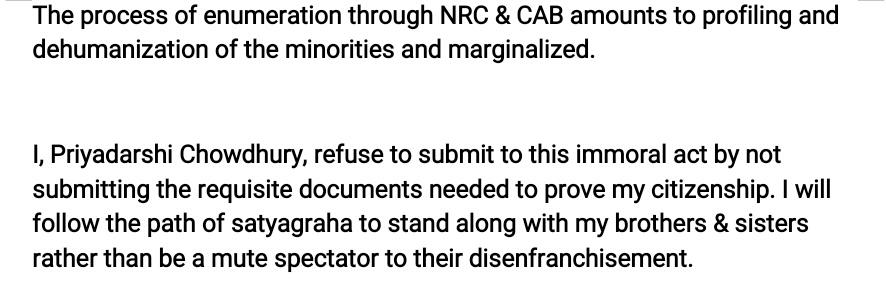 The process of enumeration through NRC & CAB amounts to profiling and
dehumanization of the minorities and marginalized.
I, Priyadarshi Chowdhury, refuse to submit to this immoral act by not
submitting the requisite documents needed to prove my citizenship. I will
follow the path of satyagraha to stand along with my brothers & sisters
rather than be a mute spectator to their disenfranchisement.